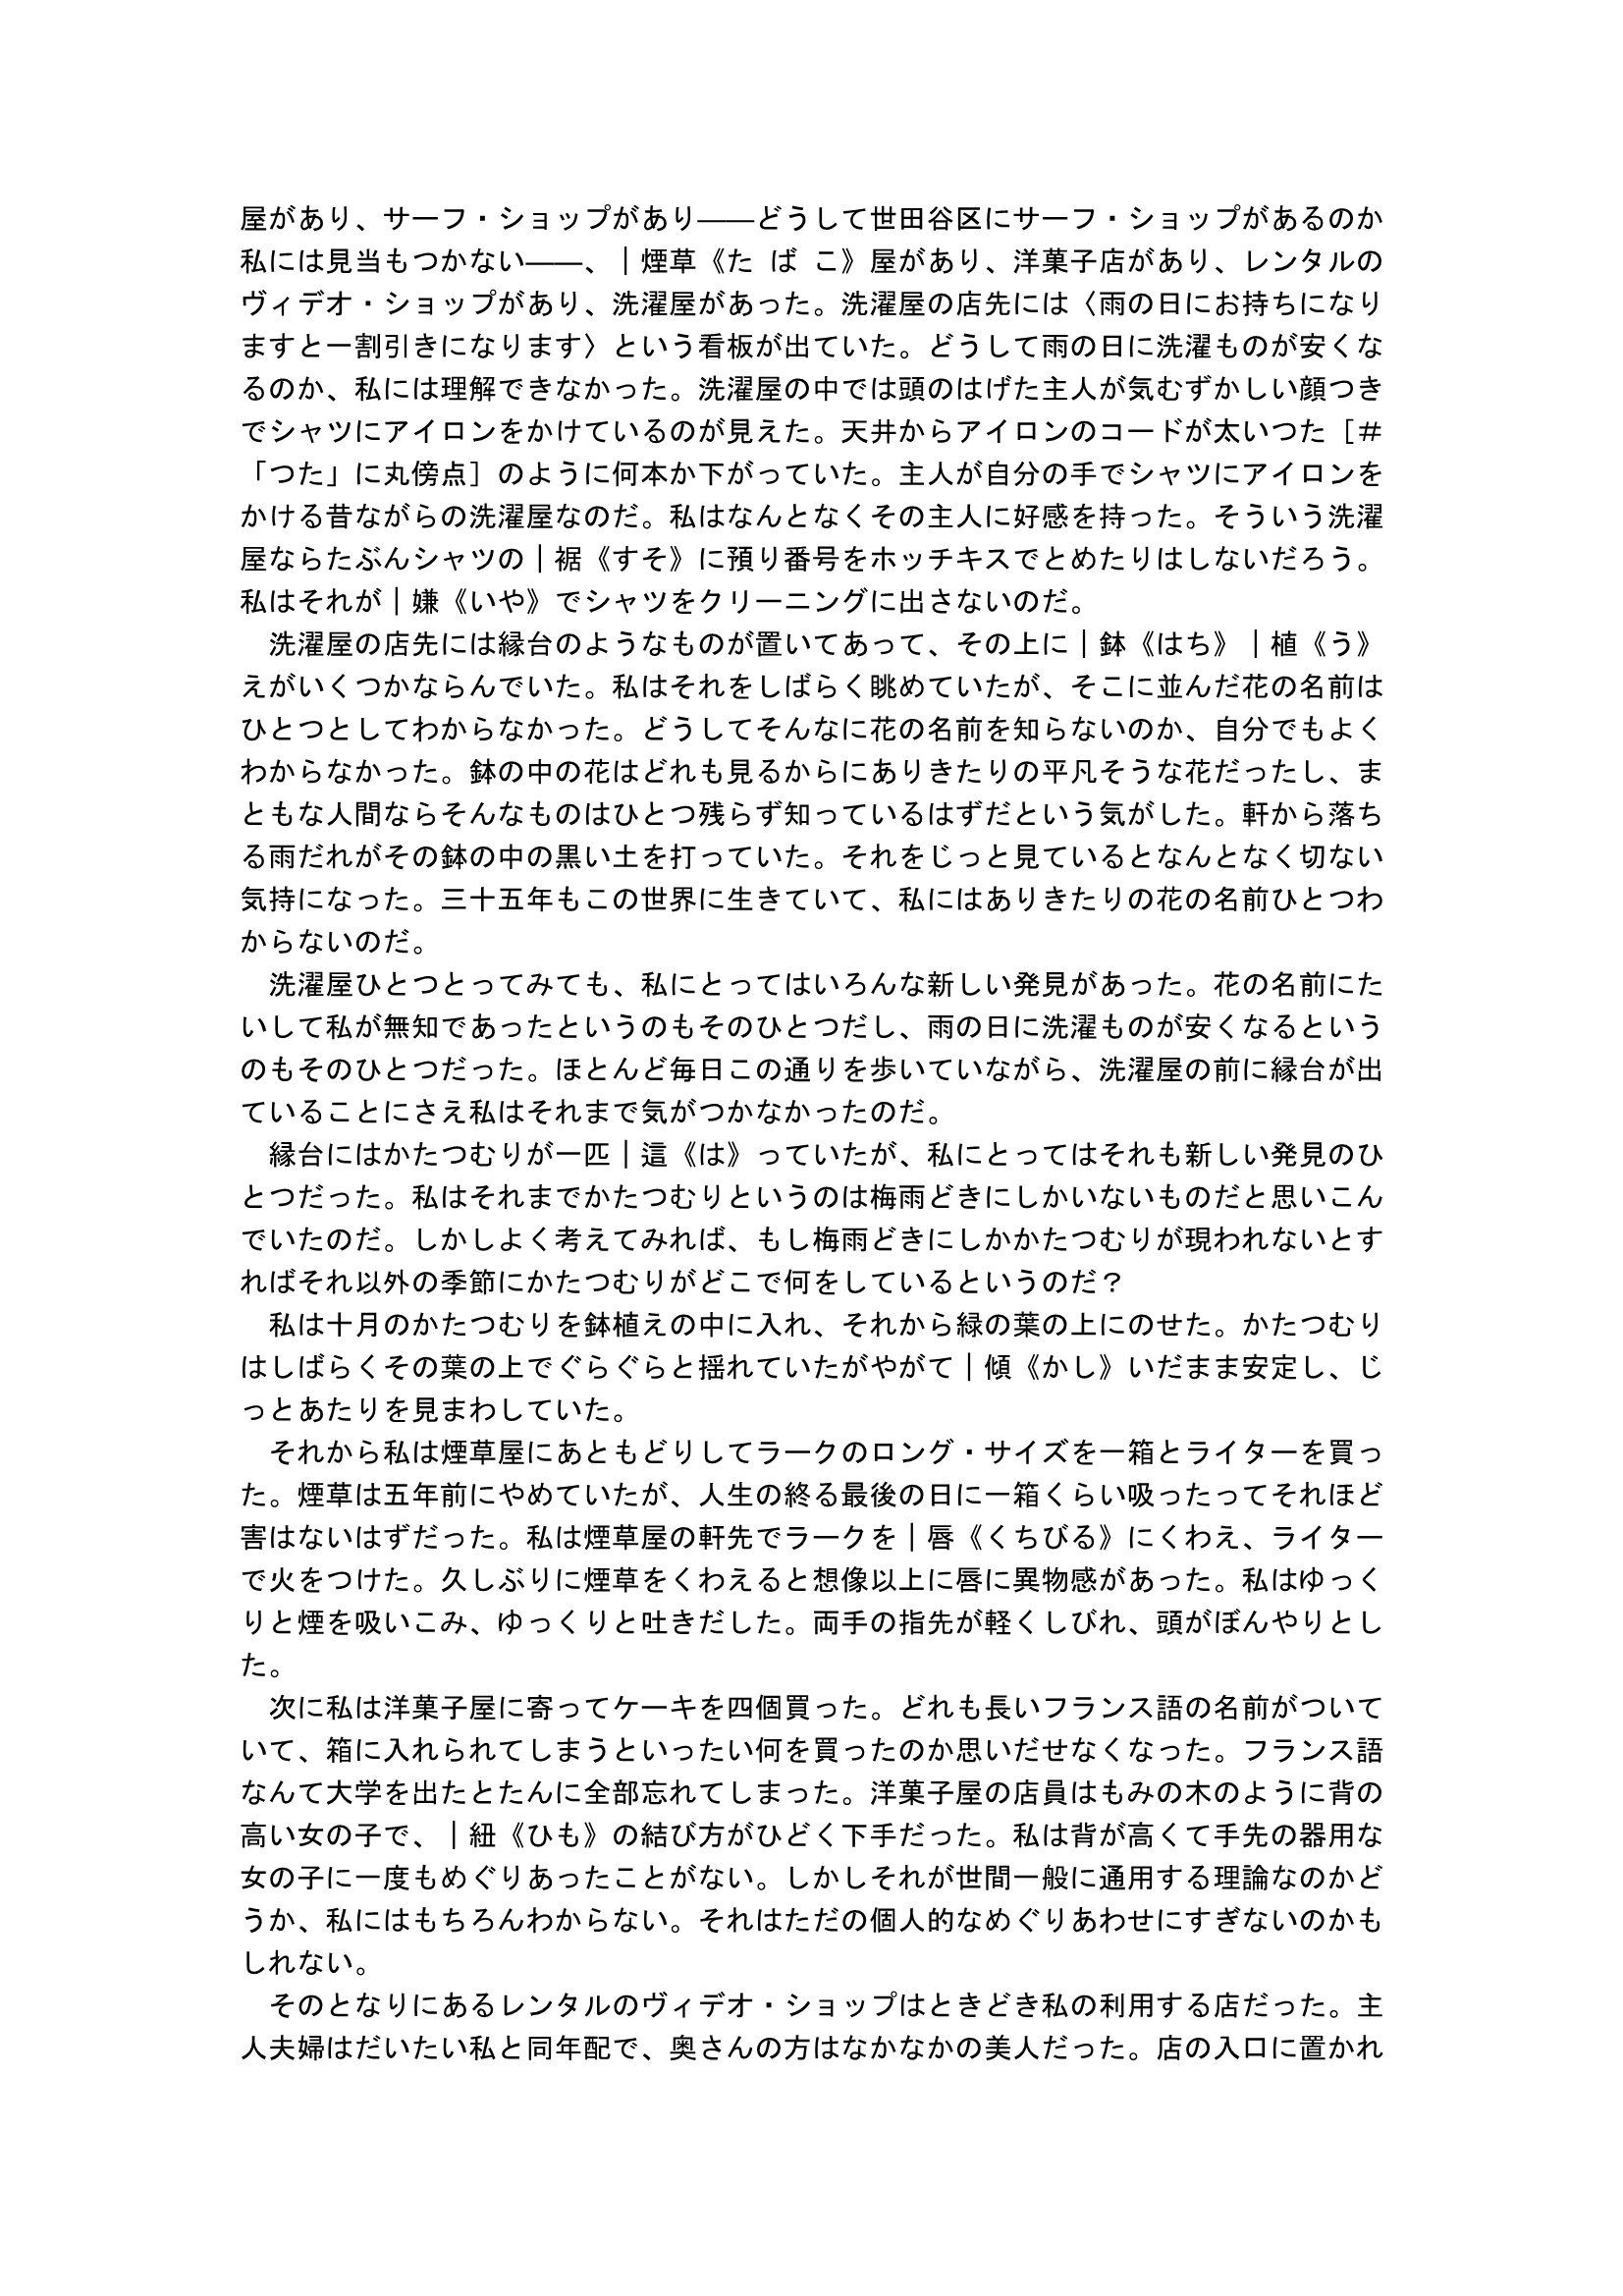 屋があり、サーフ・ショップがあり――どうして世田谷区にサーフ・ショップがあるのか
私には見当もつかない――、｜煙草《た ば こ》屋があり、洋菓子店があり、レンタルの
ヴィデオ・ショップがあり、洗濯屋があった。洗濯屋の店先には〈雨の日にお持ちになり
ますと一割引きになります〉という看板が出ていた。どうして雨の日に洗濯ものが安くな
るのか、私には理解できなかった。洗濯屋の中では頭のはげた主人が気むずかしい顔つき
でシャツにアイロンをかけているのが見えた。天井からアイロンのコードが太いつた［＃
「つた」に丸傍点］のように何本か下がっていた。主人が自分の手でシャツにアイロンを
かける昔ながらの洗濯屋なのだ。私はなんとなくその主人に好感を持った。そういう洗濯
屋ならたぶんシャツの｜裾《すそ》に預り番号をホッチキスでとめたりはしないだろう。
私はそれが｜嫌《いや》でシャツをクリーニングに出さないのだ。
　洗濯屋の店先には縁台のようなものが置いてあって、その上に｜鉢《はち》｜植《う》
えがいくつかならんでいた。私はそれをしばらく眺めていたが、そこに並んだ花の名前は
ひとつとしてわからなかった。どうしてそんなに花の名前を知らないのか、自分でもよく
わからなかった。鉢の中の花はどれも見るからにありきたりの平凡そうな花だったし、ま
ともな人間ならそんなものはひとつ残らず知っているはずだという気がした。軒から落ち
る雨だれがその鉢の中の黒い土を打っていた。それをじっと見ているとなんとなく切ない
気持になった。三十五年もこの世界に生きていて、私にはありきたりの花の名前ひとつわ
からないのだ。
　洗濯屋ひとつとってみても、私にとってはいろんな新しい発見があった。花の名前にた
いして私が無知であったというのもそのひとつだし、雨の日に洗濯ものが安くなるという
のもそのひとつだった。ほとんど毎日この通りを歩いていながら、洗濯屋の前に縁台が出
ていることにさえ私はそれまで気がつかなかったのだ。
　縁台にはかたつむりが一匹｜這《は》っていたが、私にとってはそれも新しい発見のひ
とつだった。私はそれまでかたつむりというのは梅雨どきにしかいないものだと思いこん
でいたのだ。しかしよく考えてみれば、もし梅雨どきにしかかたつむりが現われないとす
ればそれ以外の季節にかたつむりがどこで何をしているというのだ？
　私は十月のかたつむりを鉢植えの中に入れ、それから緑の葉の上にのせた。かたつむり
はしばらくその葉の上でぐらぐらと揺れていたがやがて｜傾《かし》いだまま安定し、じ
っとあたりを見まわしていた。
　それから私は煙草屋にあともどりしてラークのロング・サイズを一箱とライターを買っ
た。煙草は五年前にやめていたが、人生の終る最後の日に一箱くらい吸ったってそれほど
害はないはずだった。私は煙草屋の軒先でラークを｜唇《くちびる》にくわえ、ライター
で火をつけた。久しぶりに煙草をくわえると想像以上に唇に異物感があった。私はゆっく
りと煙を吸いこみ、ゆっくりと吐きだした。両手の指先が軽くしびれ、頭がぼんやりとし
た。
　次に私は洋菓子屋に寄ってケーキを四個買った。どれも長いフランス語の名前がついて
いて、箱に入れられてしまうといったい何を買ったのか思いだせなくなった。フランス語
なんて大学を出たとたんに全部忘れてしまった。洋菓子屋の店員はもみの木のように背の
高い女の子で、｜紐《ひも》の結び方がひどく下手だった。私は背が高くて手先の器用な
女の子に一度もめぐりあったことがない。しかしそれが世間一般に通用する理論なのかど
うか、私にはもちろんわからない。それはただの個人的なめぐりあわせにすぎないのかも
しれない。
　そのとなりにあるレンタルのヴィデオ・ショップはときどき私の利用する店だった。主
人夫婦はだいたい私と同年配で、奥さんの方はなかなかの美人だった。店の入口に置かれ